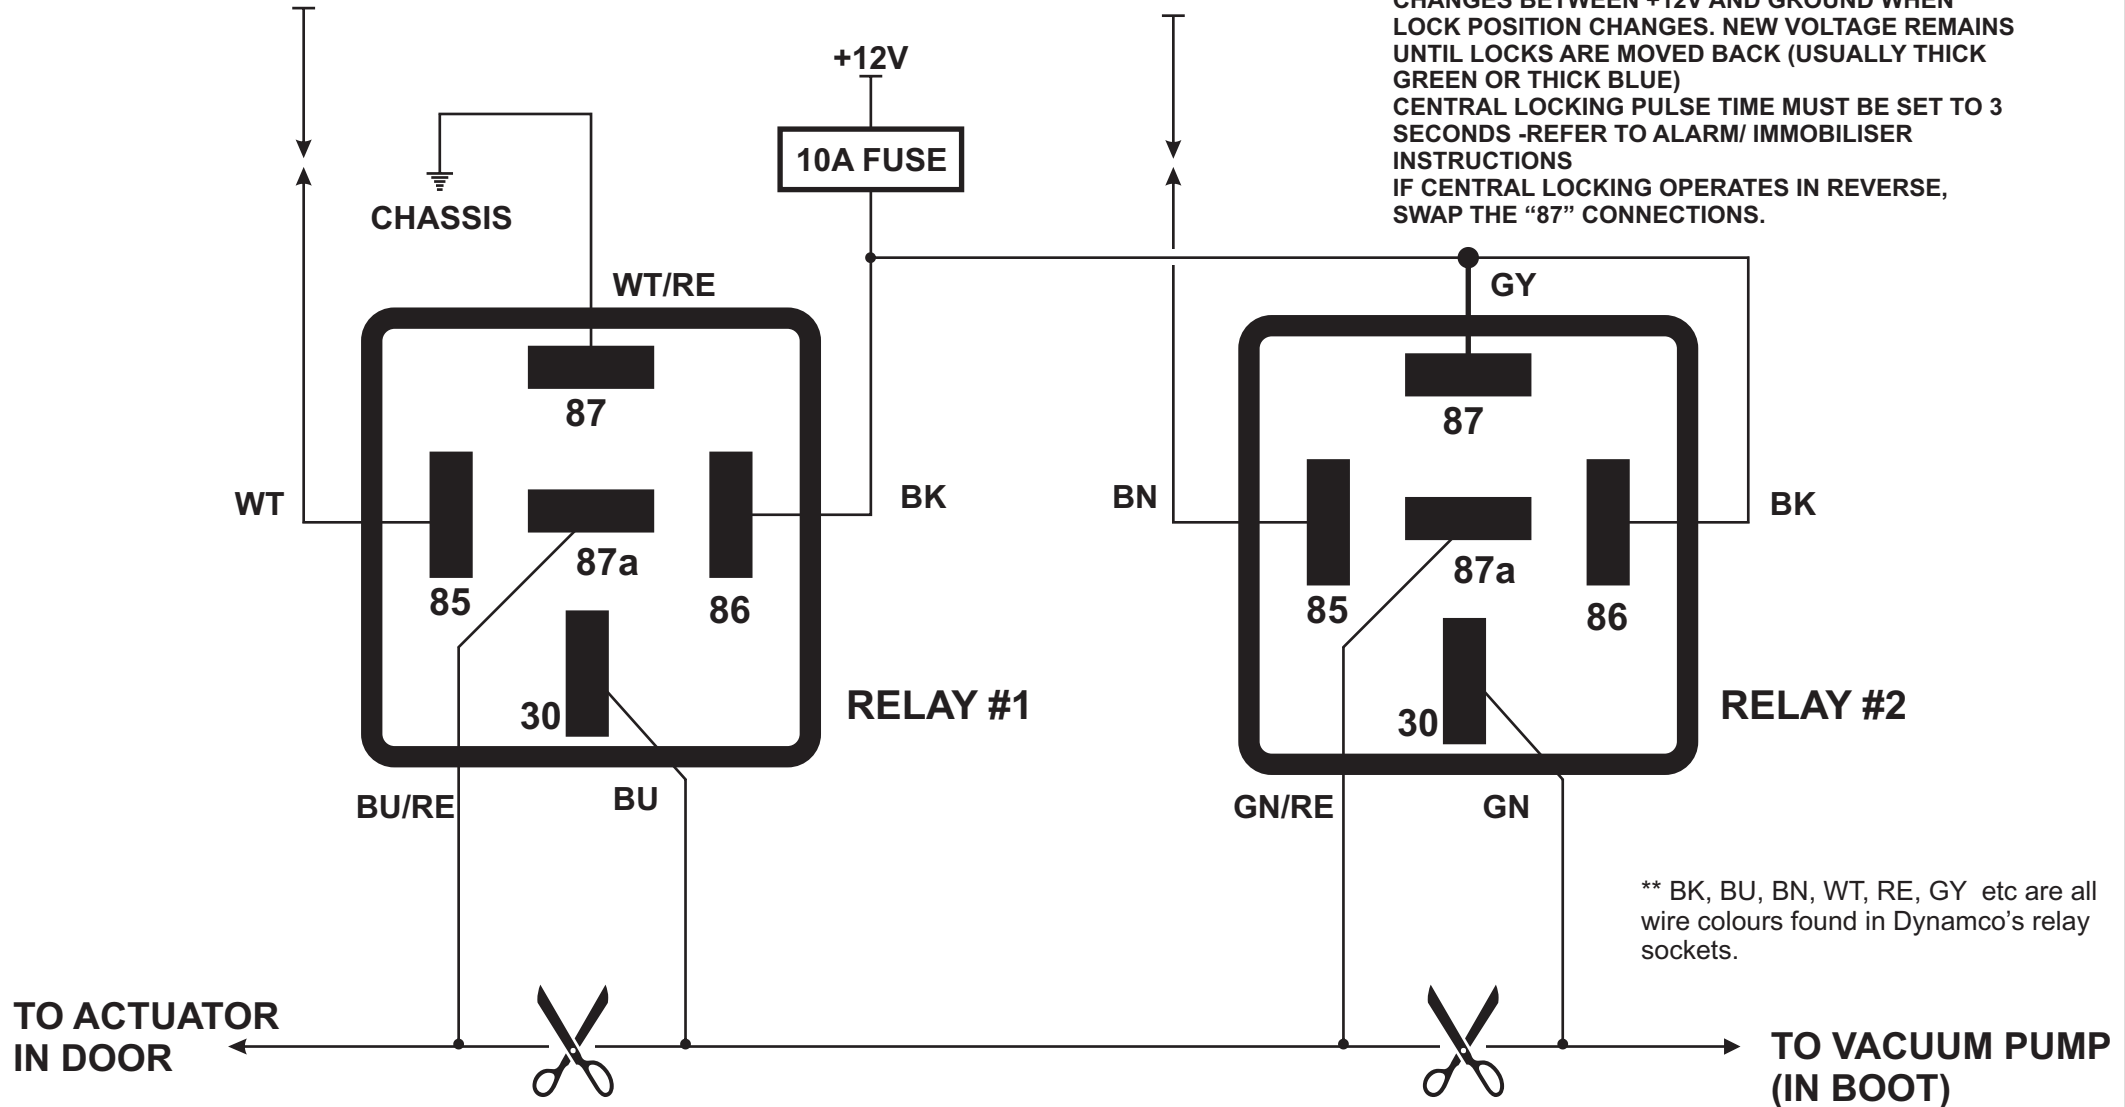 CHANGES BETWEEN +12V AND GROUND WHEN
LOCK POSITION CHANGES. NEW VOLTAGE REMAINS
UNTIL LOCKS ARE MOVED BACK (USUALLY THICK
GREEN OR THICK BLUE)
CENTRAL LOCKING PULSE TIME MUST BE SET TO 3
SECONDS -REFER TO ALARM/ IMMOBILISER
INSTRUCTIONS
IF CENTRAL LOCKING OPERATES IN REVERSE,
SWAP THE “87” CONNECTIONS.
+12V
10A FUSE
CHASSIS
WT/RE
GY
87
87
WT
BK
BN
BK
87a
87a
85
86
85
86
30
RELAY #1
30
RELAY #2
BU/RE
BU
GN/RE
GN
** BK, BU, BN, WT, RE, GY etc are all
wire colours found in Dynamco’s relay
sockets.
TO ACTUATOR
IN DOOR
TO VACUUM PUMP
(IN BOOT)